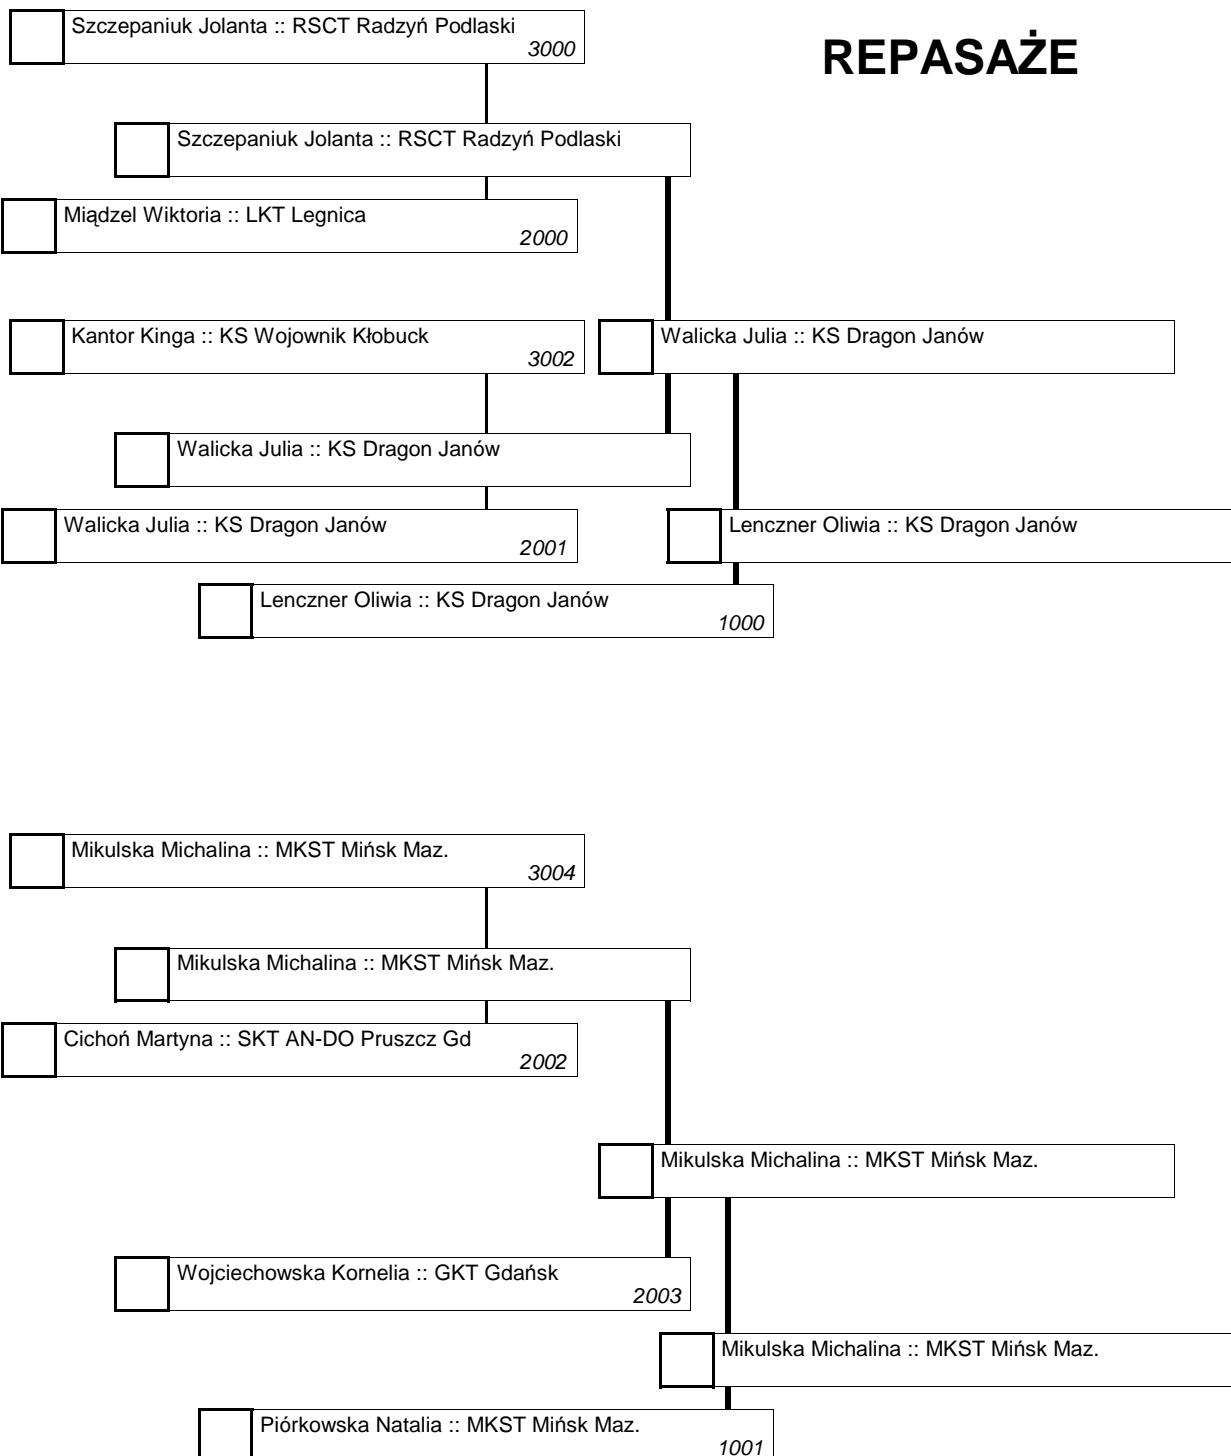 Szczepaniuk Jolanta :: RSCT Radzyń Podlaski
3000
REPASAŻE
Szczepaniuk Jolanta :: RSCT Radzyń Podlaski
Miądzel Wiktoria :: LKT Legnica
2000
Kantor Kinga :: KS Wojownik Kłobuck
3002
Walicka Julia :: KS Dragon Janów
Walicka Julia :: KS Dragon Janów
Walicka Julia :: KS Dragon Janów
2001
Lenczner Oliwia :: KS Dragon Janów
Lenczner Oliwia :: KS Dragon Janów
1000
Mikulska Michalina :: MKST Mińsk Maz.
3004
Mikulska Michalina :: MKST Mińsk Maz.
Cichoń Martyna :: SKT AN-DO Pruszcz Gd
2002
Mikulska Michalina :: MKST Mińsk Maz.
Wojciechowska Kornelia :: GKT Gdańsk
2003
Mikulska Michalina :: MKST Mińsk Maz.
Piórkowska Natalia :: MKST Mińsk Maz.
1001